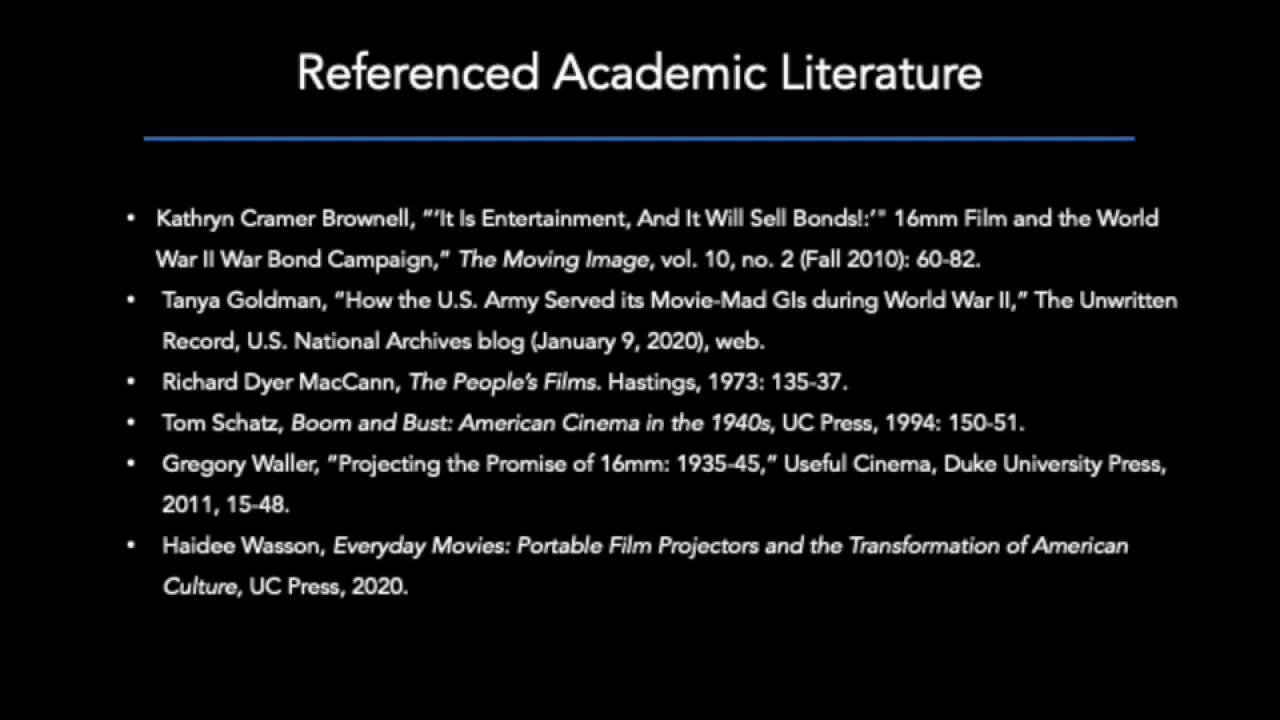 Referenced Academic Literature
• Kathryn Cramer Brownell, “‘It Is Entertainment, And It Will Sell Bonds!:’" 16mm Film and the World
War II War Bond Campaign,” The Moving Image, vol. 10, no. 2 (Fall 2010): 60-82.
• Tanya Goldman, “How the U.S. Army Served its Movie-Mad GIs during World War II,” The Unwritten
Record, U.S. National Archives blog (January 9, 2020), web.
• Richard Dyer MacCann, The People’s Films. Hastings, 1973: 135-37.
• Tom Schatz, Boom and Bust: American Cinema in the 1940s, UC Press, 1994: 150-51.
• Gregory Waller, “Projecting the Promise of 16mm: 1935-45,” Useful Cinema, Duke University Press,
2011, 15-48.
• Haidee Wasson, Everyday Movies: Portable Film Projectors and the Transformation of American
Culture, UC Press, 2020.